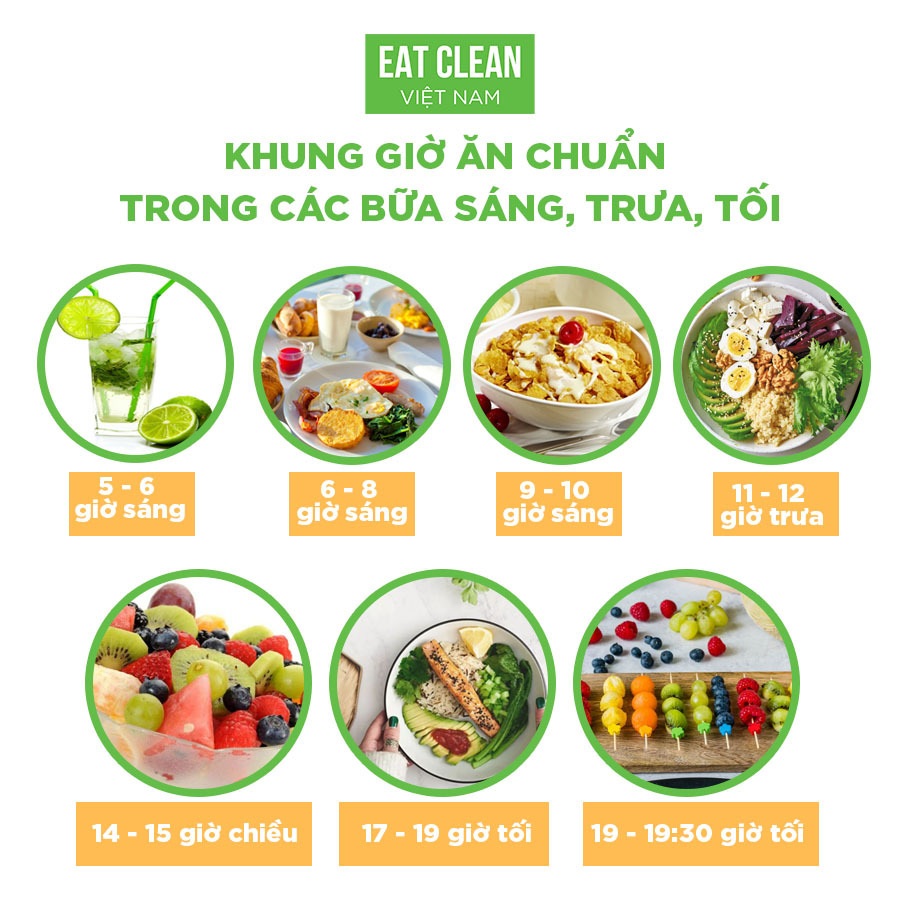 EAT CLEAN
VIỆT NAM
KHUNG GIỜ ĂN CHUẨN
TRONG CÁC BỮA SÁNG, TRƯA, TỐI
5 - 6
giờ sáng
6 - 8
giờ sáng
9 - 10
giờ sáng
11 - 12
giờ trưa
14 - 15 giờ chiều
17 - 19 giờ tối
19 - 19:30 giờ tối